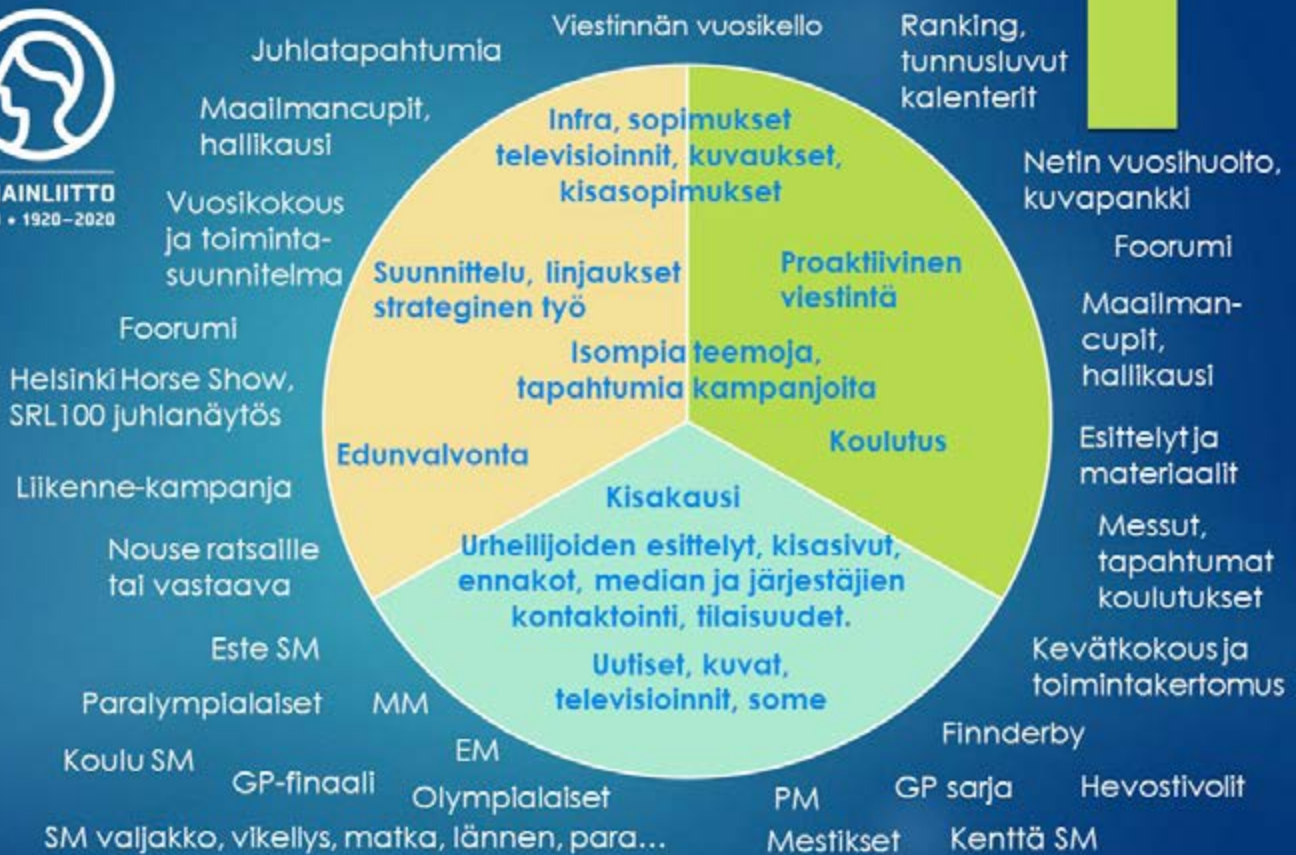 Viestinnän vuosikello
Juhlatapahtumia
Maailmancupit,
hallikausi
AINLIITTO
1920–2020
Vuosikokous
ja toiminta-
suunnitelma
Foorumi
Helsinki Horse Show,
SRL100 juhlanäytös
Liikenne-kampanja
Nouse ratsaille
tai vastaava
Este SM
Paralympialaiset
MM
Koulu SM
EM
GP-finaali
Olympialaiset
SM valjakko, vikellys, matka, lännen, para...
Infra, sopimukset
televisioinnit, kuvaukset,
kisasopimukset
Suunnittelu, linjaukset
strateginen työ
Proaktiivinen
viestintä
Isompia teemoja,
tapahtumia kampanjoita
Edunvalvonta
Koulutus
Kisakausi
Urheilijoiden esittelyt, kisasivut,
ennakot, median ja järjestäjien
kontaktointi, tilaisuudet.
Uutiset, kuvat,
televisioinnit, some
Ranking,
tunnusluvut
kalenterit
Netin vuosihuolto,
kuvapankki
Foorumi
Maailman-
cupit,
hallikausi
Esittelyt ja
materiaalit
Messut,
tapahtumat
koulutukset
Kevätkokous ja
toimintakertomus
Finnderby
PM
GP sarja
Hevostivolit
Mestikset
Kenttä SM